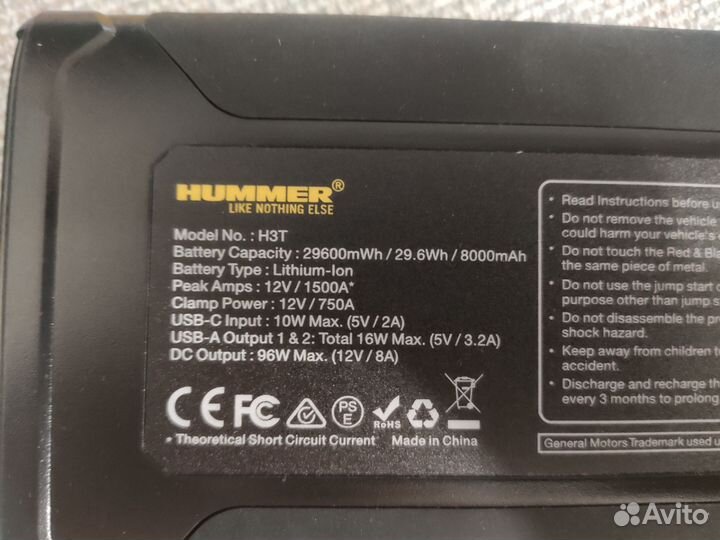 HUMMER®
LIKE NOTHING ELSE
Model No. : H3T
Battery Capacity : 29600mWh / 29.6Wh / 8000mAh
Battery Type : Lithium-Ion
Peak Amps : 12V / 1500A*
Clamp Power : 12V / 750A
USB-C Input : 10W Max. (5V / 2A)
USB-A Output 1 & 2: Total 16W Max. (5V / 3.2A)
DC Output : 96W Max. (12V / 8A)
CE FC PS E RoHS
* Theoretical Short Circuit Current Made in China
• Read Instructions before u
• Do not remove the vehicle
could harm your vehicle's
• Do not touch the Red & Bla
the same piece of metal.
• Do not use the jump start
purpose other than jump s
• Do not disassemble the pr
shock hazard.
• Keep away from children t
accident.
• Discharge and recharge th
every 3 months to prolong
General Motors Trademark used u
Avito